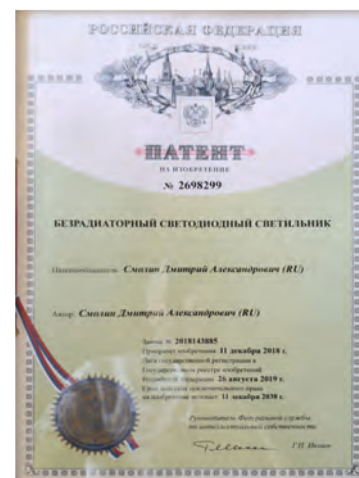 РОССИЙСКАЯ ФЕДЕРАЦИЯ
ПАТЕНТ
НА ИЗОБРЕТЕНИЕ
№ 2698299
БЕЗРАДИАТОРНЫЙ СВЕТОДИОДНЫЙ СВЕТИЛЬНИК
Патентообладатель: Смолин Дмитрий Александрович (RU)
Автор: Смолин Дмитрий Александрович (RU)
Заявка № 2018143885
Приоритет изобретения 11 декабря 2018 г.
Дата государственной регистрации в
Государственном реестре изобретений
Российской Федерации 26 августа 2019 г.
Срок действия исключительного права
на изобретение истекает 11 декабря 2038 г.
Руководитель Федеральной службы
по интеллектуальной собственности
Г.П. Ивлиев